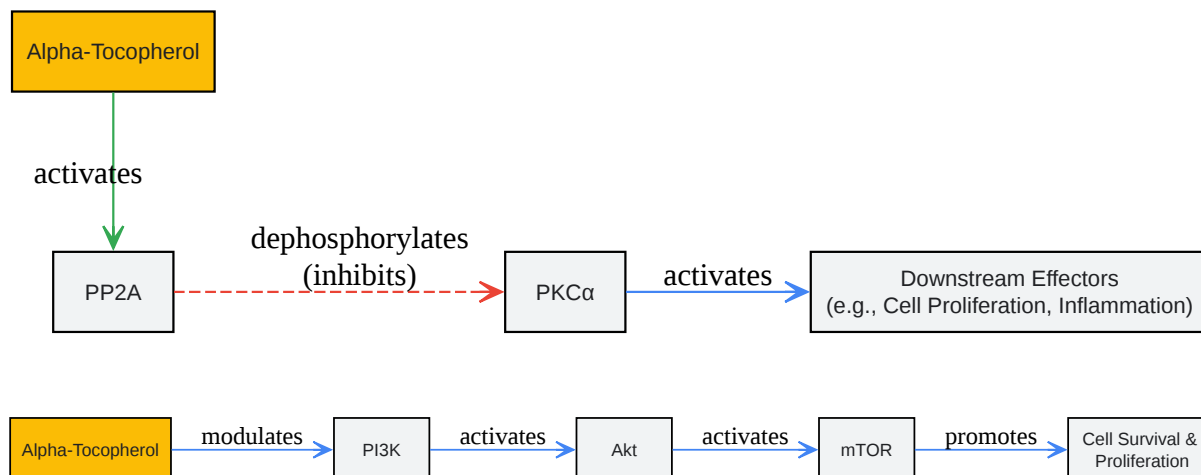 Alpha-Tocopherol
activates
PP2A
dephosphorylates
(inhibits)
PKCα
activates
Downstream Effectors
(e.g., Cell Proliferation, Inflammation)
Alpha-Tocopherol
modulates
PI3K
activates
Akt
activates
mTOR
promotes
Cell Survival &
Proliferation